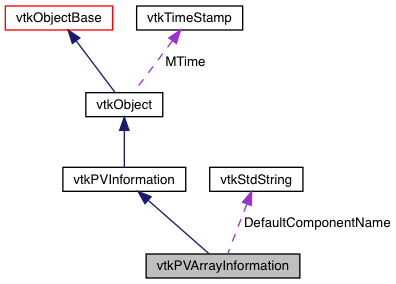 vtkObjectBase
vtkTimeStamp
MTime
vtkObject
vtkPVInformation
vtkStdString
DefaultComponentName
vtkPVArrayInformation